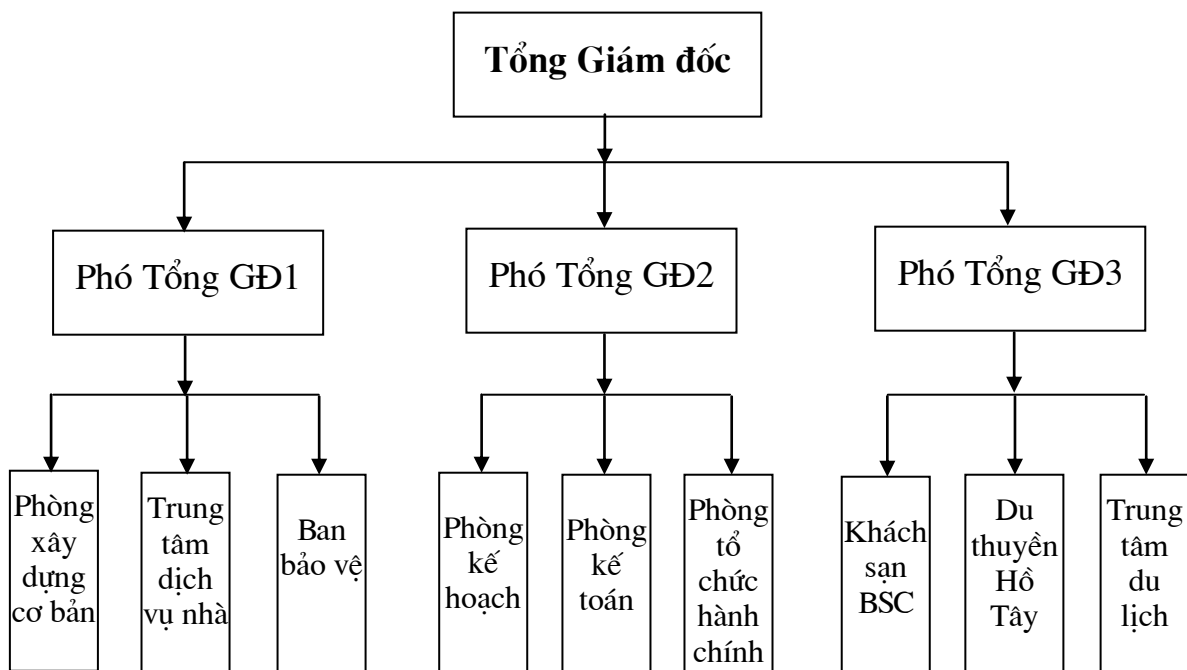 Tổng Giám đốc
Phó Tổng GĐ1
Phó Tổng GĐ2
Phó Tổng GĐ3
Phòng
xây
dựng
cơ bản
Trung
tâm
dịch
vụ nhà
Ban
bảo vệ
Phòng
kế
hoạch
Phòng
kế
toán
Phòng
tổ
chức
hành
chính
Khách
sạn
BSC
Du
thuyền
Hồ
Tây
Trung
tâm
du
lịch